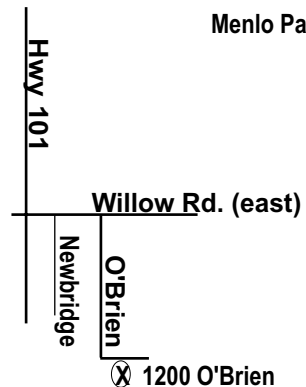 Menlo Pa
Hwy 101
Willow Rd. (east)
Newbridge
O'Brien
X 1200 O'Brien